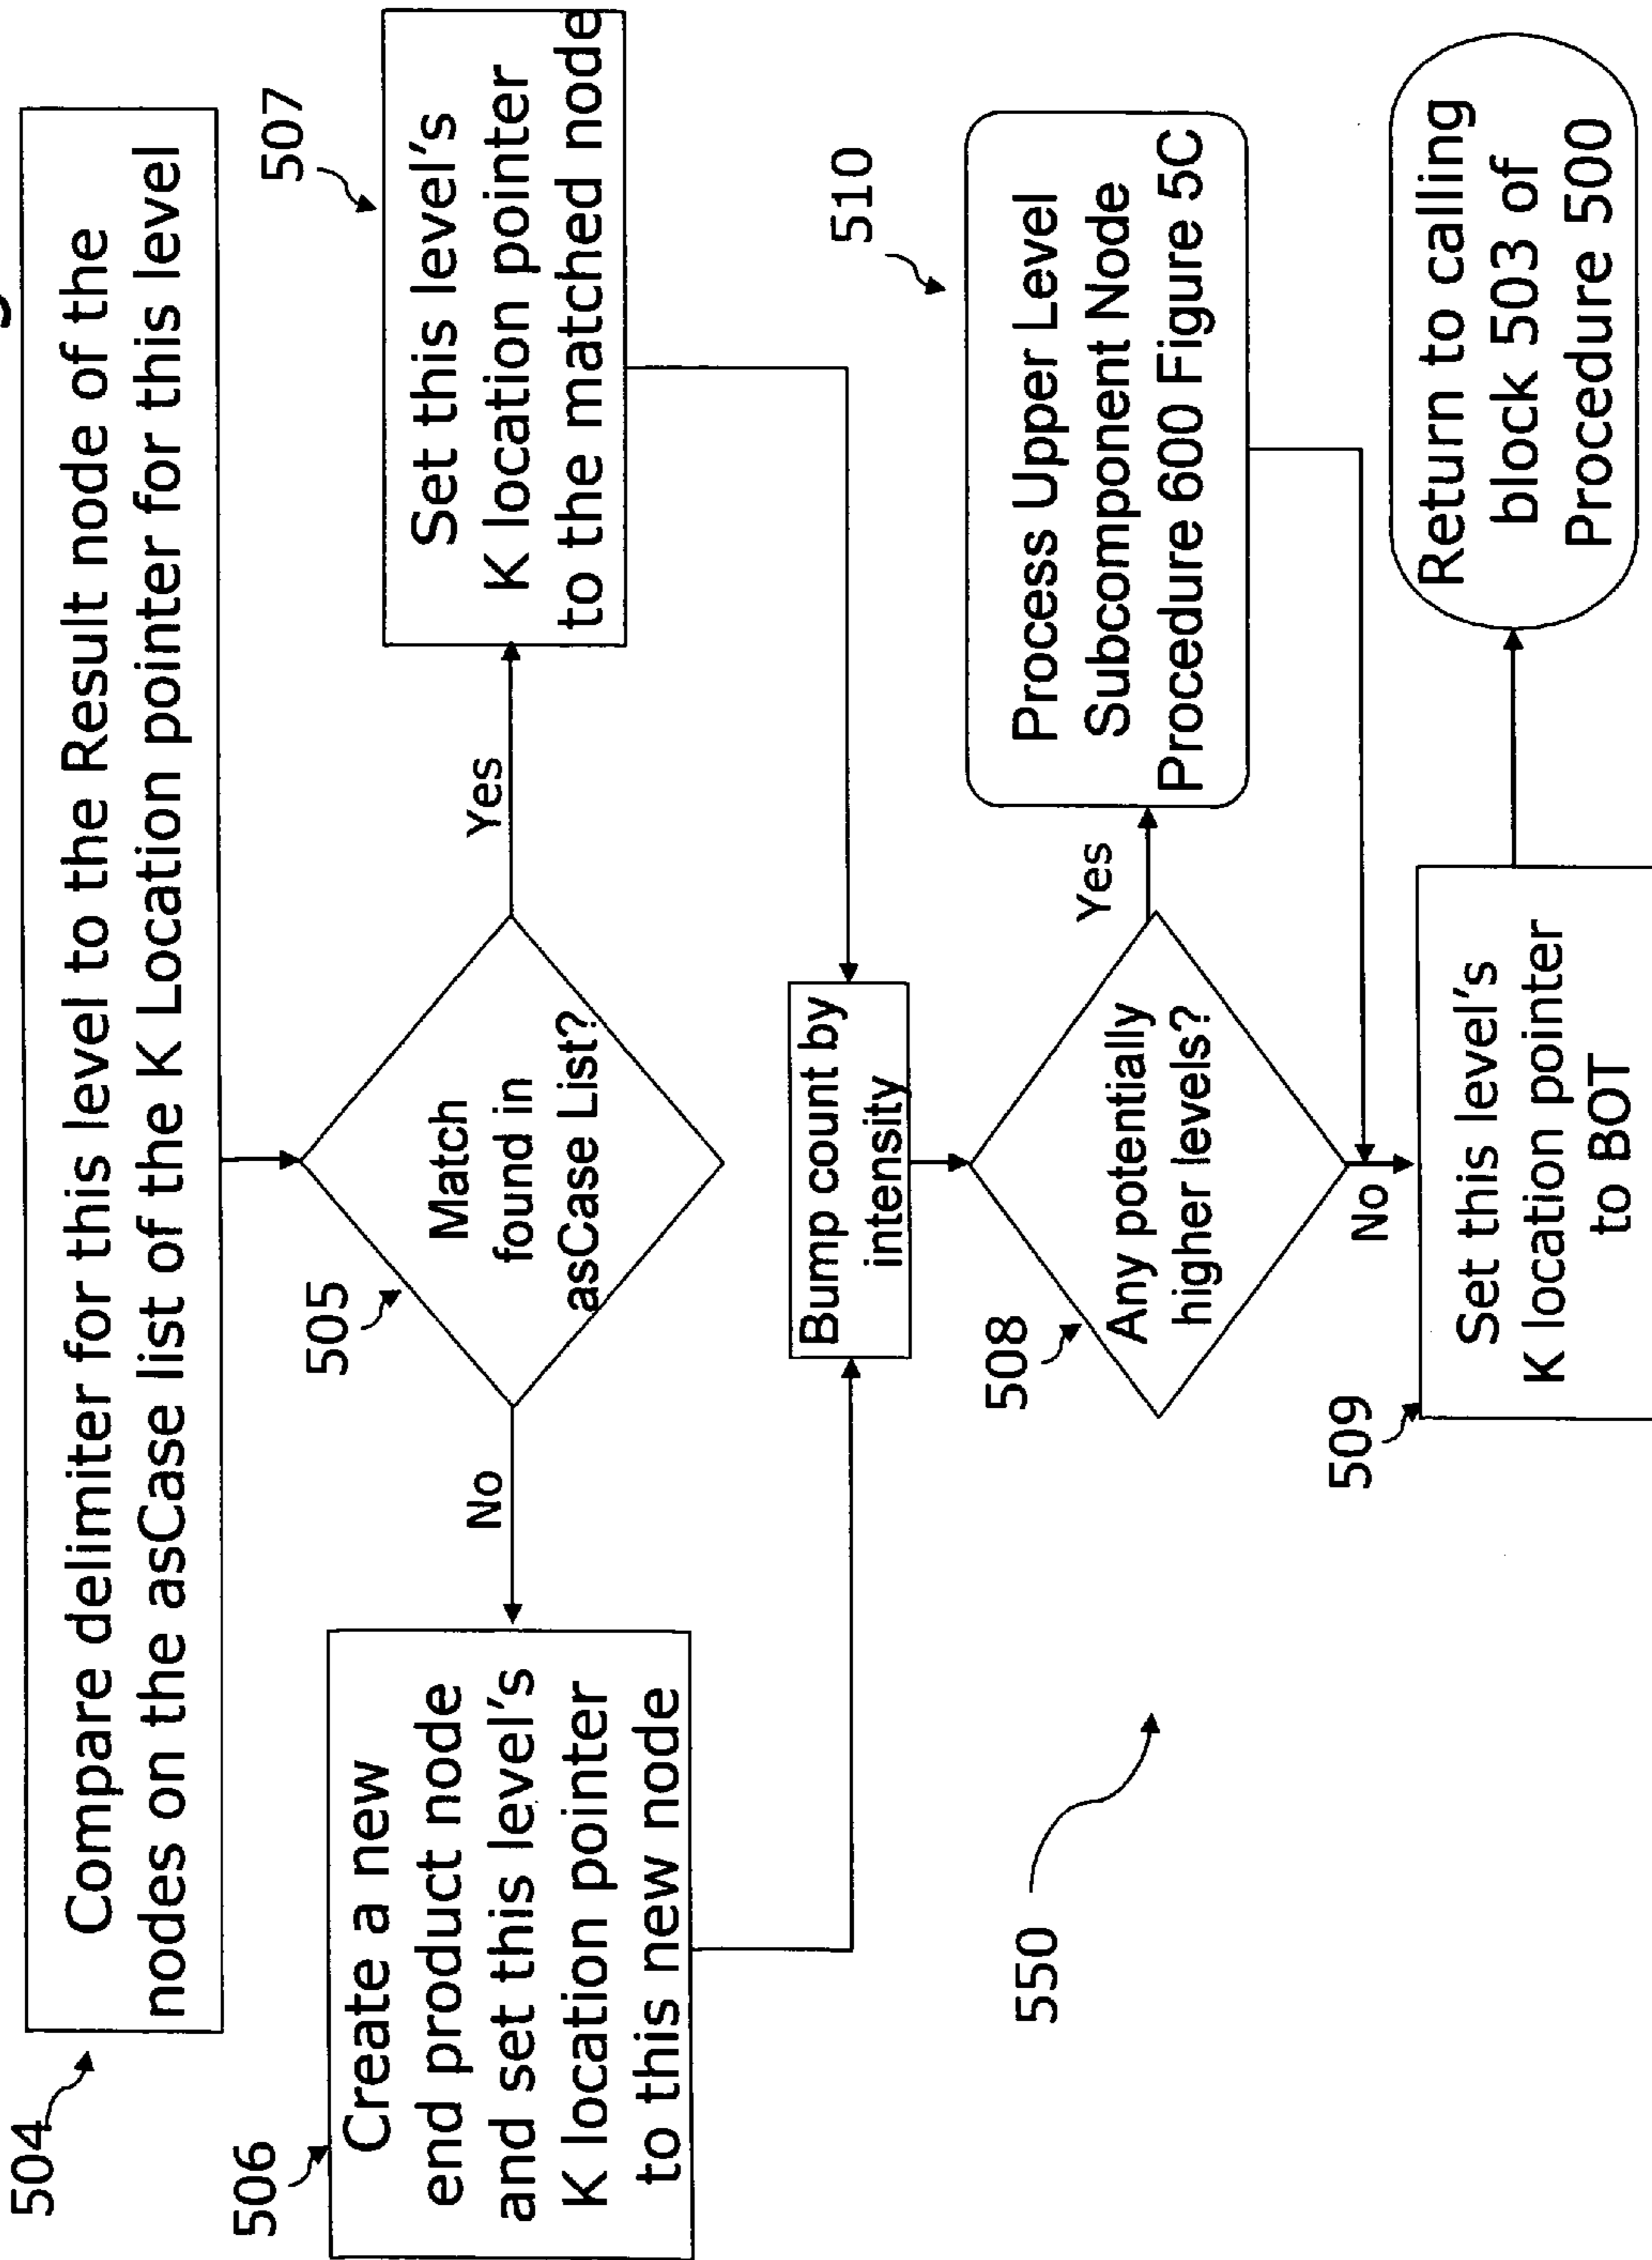 504
Compare delimiter for this level to the Result node of the
nodes on the asCase list of the K Location pointer for this level
505
Match
found in
asCase List?
No
Yes
506
Create a new
end product node
and set this level's
K location pointer
to this new node
507
Set this level's
K location pointer
to the matched node
Bump count by
intensity
508
Any potentially
higher levels?
Yes
No
510
Process Upper Level
Subcomponent Node
Procedure 600 Figure 5C
509
Set this level's
K location pointer
to BOT
Return to calling
block 503 of
Procedure 500
550